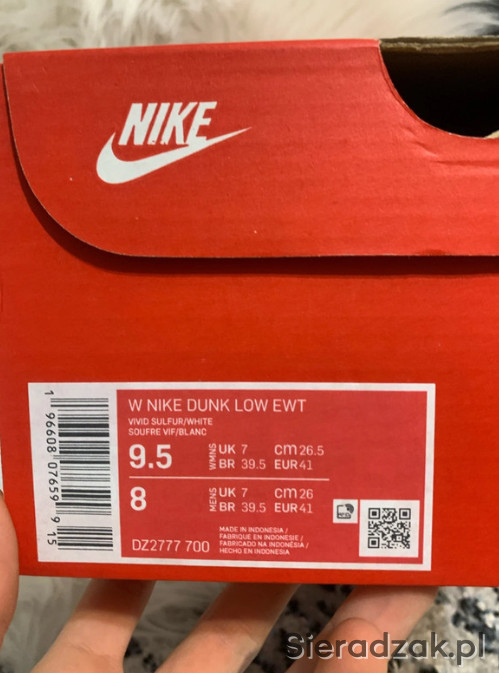 NIKE
W NIKE DUNK LOW EWT
VIVID SULFUR/WHITE
SOUFRE VIF/BLANC
9.5 WMNS UK 7 cm 26.5
BR 39.5 EUR 41
8 MENS UK 7 cm 26
BR 39.5 EUR 41
DZ2777 700
MADE IN INDONESIA /
FABRIQUE EN INDONESIE /
FABRICADO NA INDONÉSIA /
HECHO EN INDONESIA
1 96608 07659 9 15
Sieradzak.pl